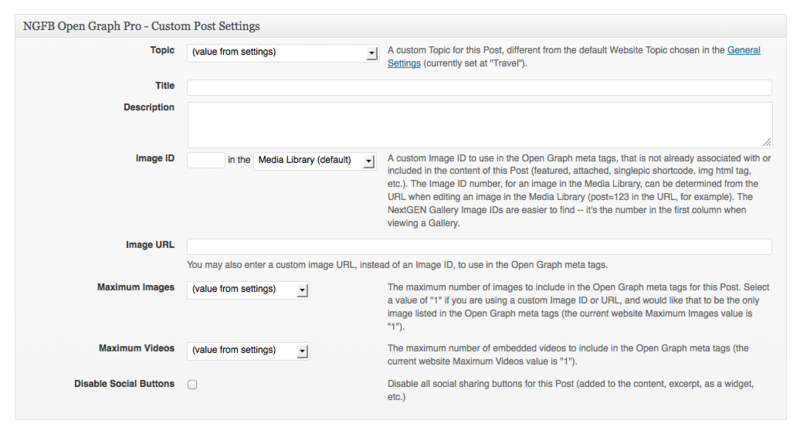 NGFB Open Graph Pro - Custom Post Settings
Topic
(value from settings)
A custom Topic for this Post, different from the default Website Topic chosen in the General
Settings (currently set at "Travel").
Title
Description
Image ID
in the
Media Library (default)
A custom Image ID to use in the Open Graph meta tags, that is not already associated with or
included in the content of this Post (featured, attached, singlepic shortcode, img html tag,
etc.). The Image ID number, for an image in the Media Library, can be determined from the
URL when editing an image in the Media Library (post=123 in the URL, for example). The
NextGEN Gallery Image IDs are easier to find -- it's the number in the first column when
viewing a Gallery.
Image URL
You may also enter a custom image URL, instead of an Image ID, to use in the Open Graph meta tags.
Maximum Images
(value from settings)
The maximum number of images to include in the Open Graph meta tags for this Post. Select
a value of "1" if you are using a custom Image ID or URL, and would like that to be the only
image listed in the Open Graph meta tags (the current website Maximum Images value is
"1").
Maximum Videos
(value from settings)
The maximum number of embedded videos to include in the Open Graph meta tags (the
current website Maximum Videos value is "1").
Disable Social Buttons
Disable all social sharing buttons for this Post (added to the content, excerpt, as a widget,
etc.)